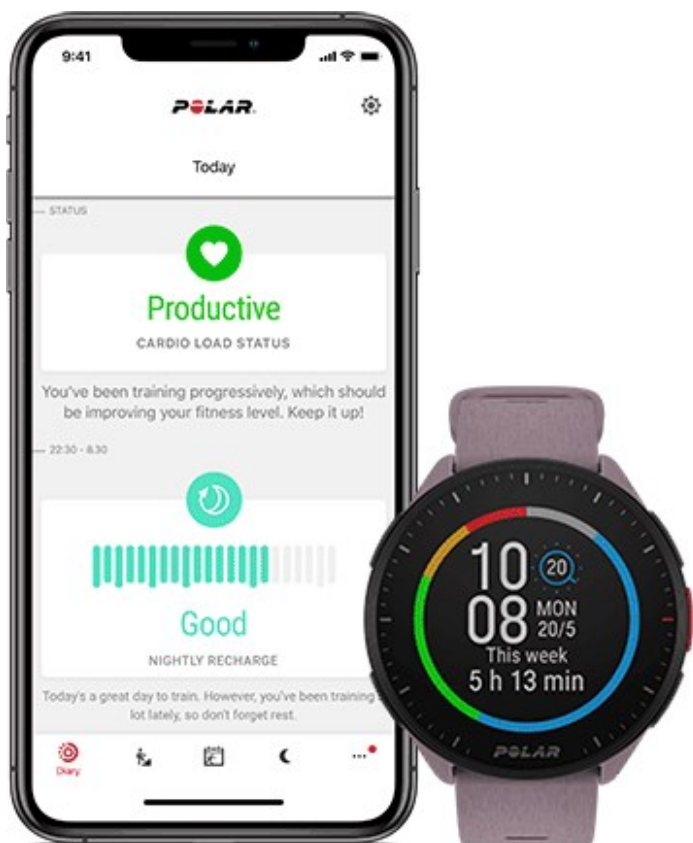 9:41
POLAR.
Today
STATUS
Productive
CARDIO LOAD STATUS
You've been training progressively, which should
be improving your fitness level. Keep it up!
22:30 - 8.30
Good
NIGHTLY RECHARGE
Today's a great day to train. However, you've been training
lot lately, so don't forget rest.
Diary
...
10
20
08
MON
20/5
This week
5 h 13 min
POLAR